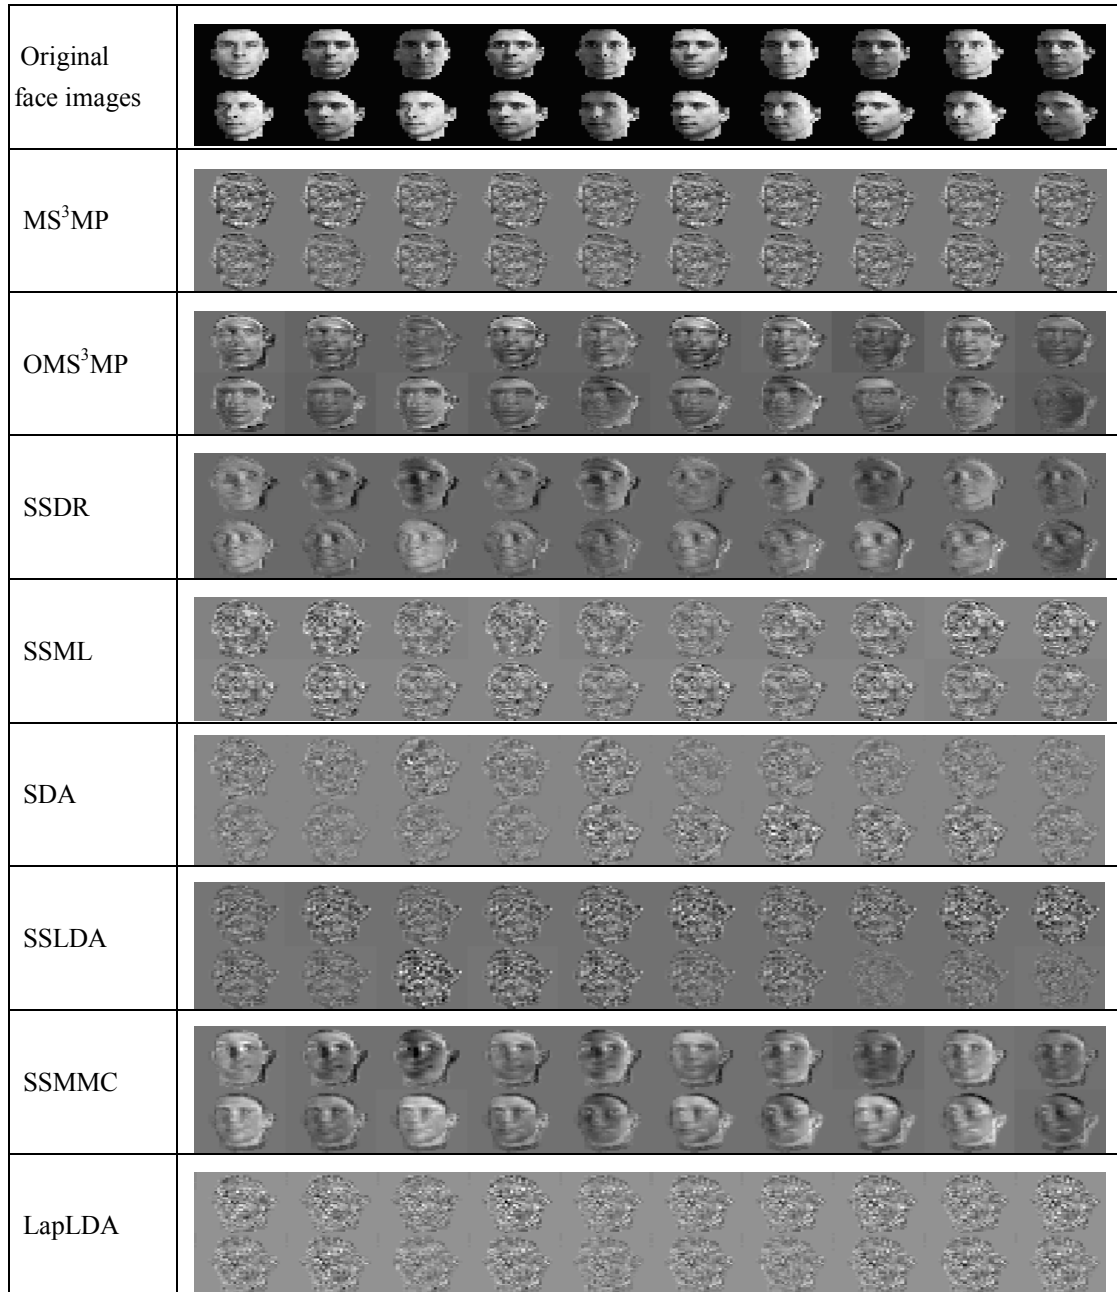 Original
face images
MS³MP
OMS³MP
SSDR
SSML
SDA
SSLDA
SSMMC
LapLDA